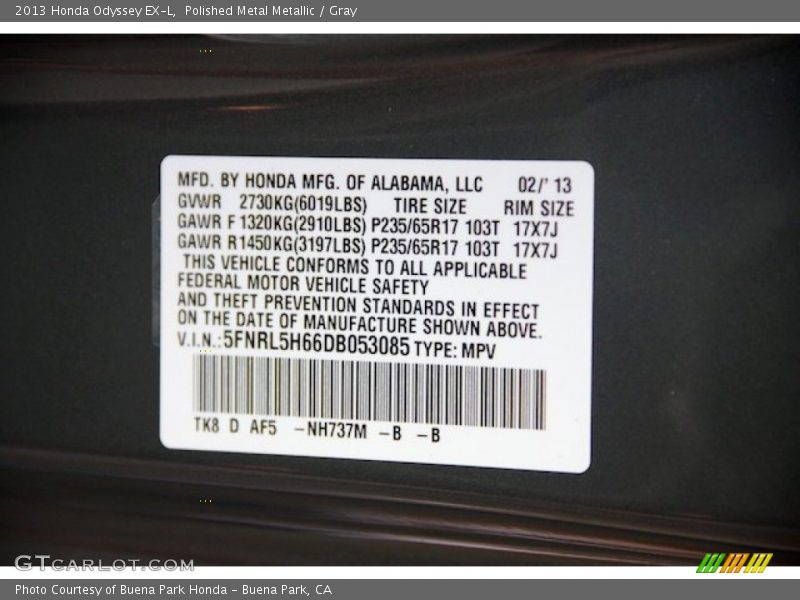 2013 Honda Odyssey EX-L, Polished Metal Metallic / Gray
MFD. BY HONDA MFG. OF ALABAMA, LLC 02/' 13
GVWR 2730KG(6019LBS) TIRE SIZE RIM SIZE
GAWR F 1320KG(2910LBS) P235/65R17 103T 17X7J
GAWR R1450KG(3197LBS) P235/65R17 103T 17X7J
THIS VEHICLE CONFORMS TO ALL APPLICABLE
FEDERAL MOTOR VEHICLE SAFETY
AND THEFT PREVENTION STANDARDS IN EFFECT
ON THE DATE OF MANUFACTURE SHOWN ABOVE.
V.I.N.:5FNRL5H66DB053085 TYPE: MPV
TK8 D AF5 -NH737M -B -B
GTcarlot.com
Photo Courtesy of Buena Park Honda - Buena Park, CA